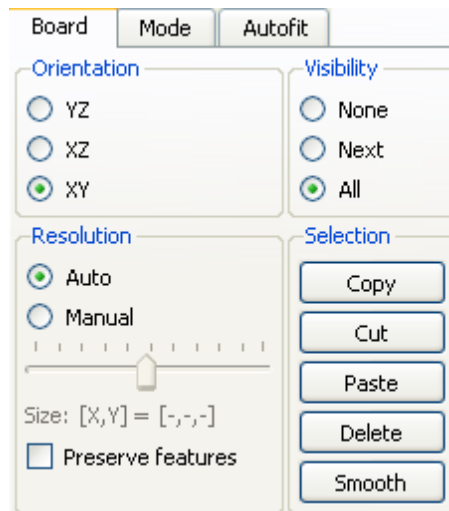 Board Mode Autofit
Orientation
YZ
XZ
XY
Visibility
None
Next
All
Resolution
Auto
Manual
Size: [X,Y] = [-,-,-]
Preserve features
Selection
Copy
Cut
Paste
Delete
Smooth